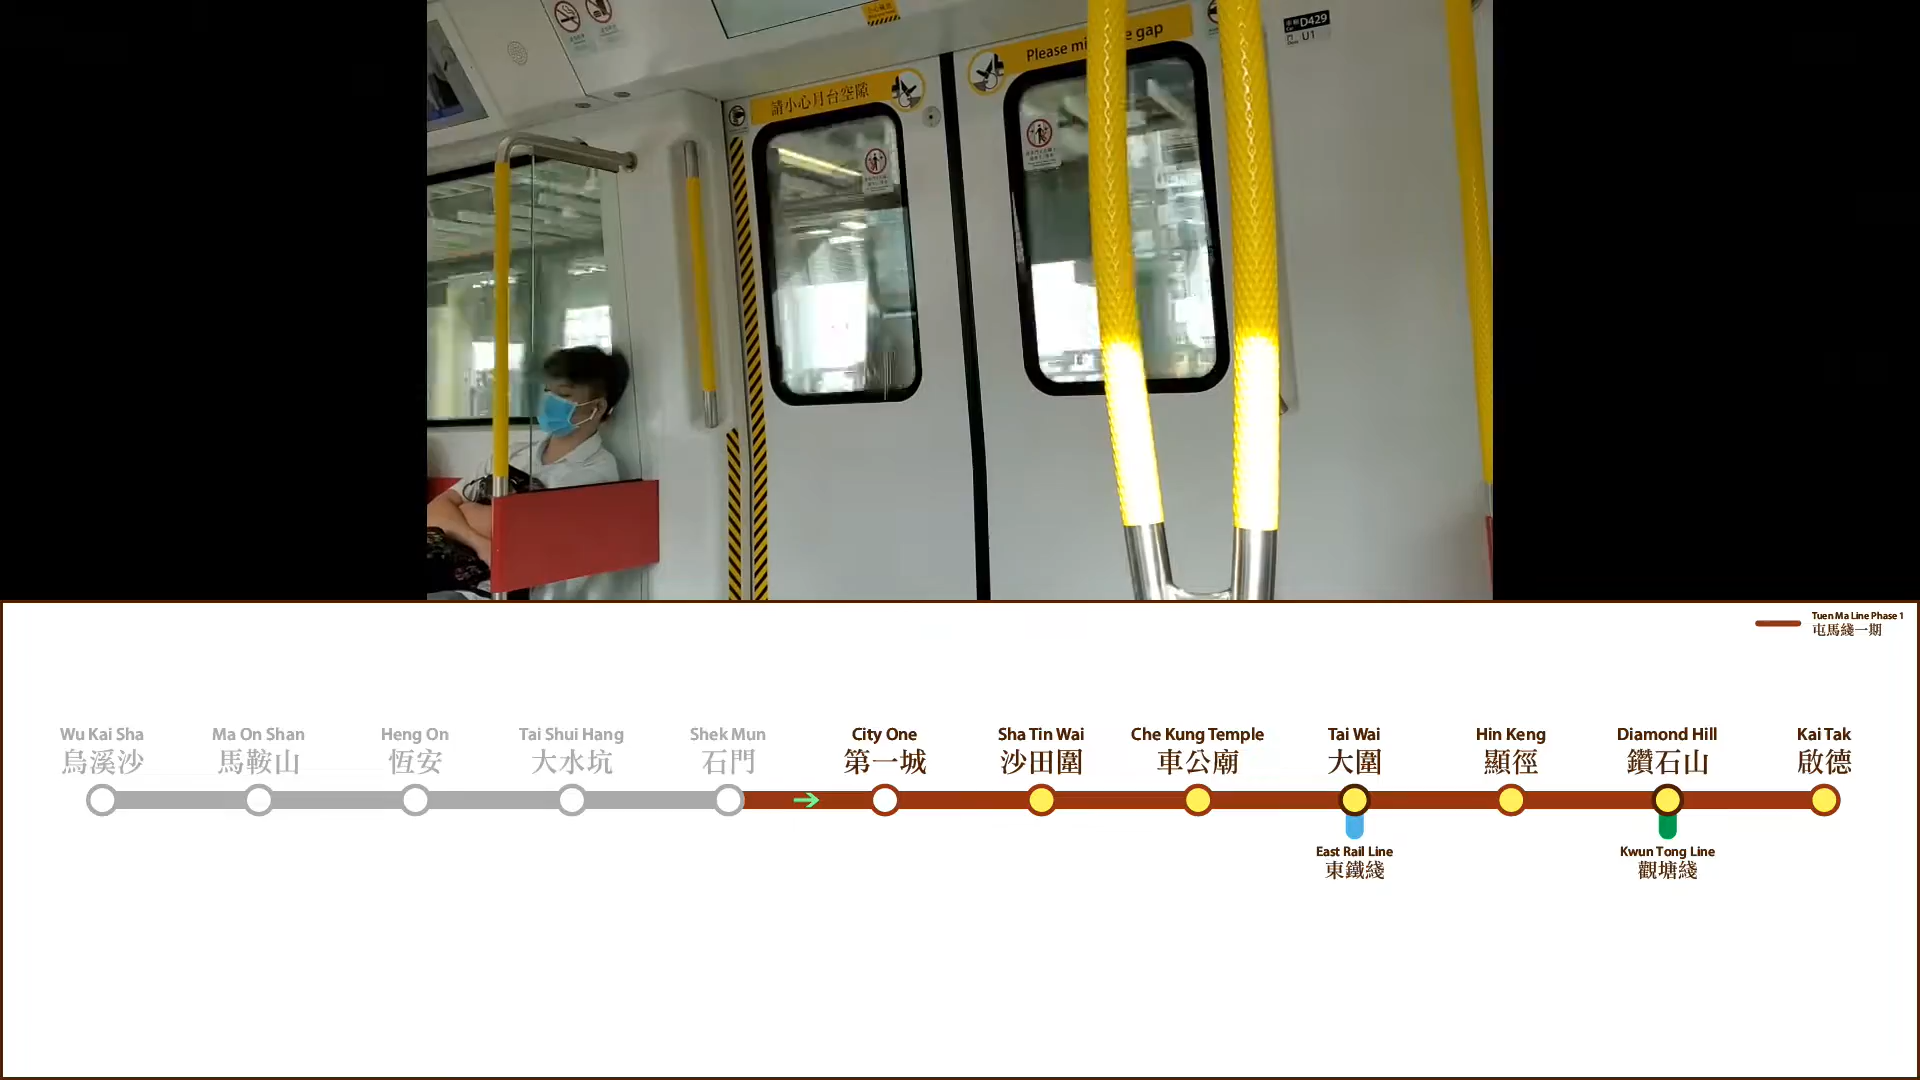 D429
U1
Please mi
e gap
請小心月台空隙
Tuen Ma Line Phase 1
屯馬綫一期
Wu Kai Sha
烏溪沙
Ma On Shan
馬鞍山
Heng On
恆安
Tai Shui Hang
大水坑
Shek Mun
石門
City One
第一城
Sha Tin Wai
沙田圍
Che Kung Temple
車公廟
Tai Wai
大圍
Hin Keng
顯徑
Diamond Hill
鑽石山
Kai Tak
啟德
East Rail Line
東鐵綫
Kwun Tong Line
觀塘綫